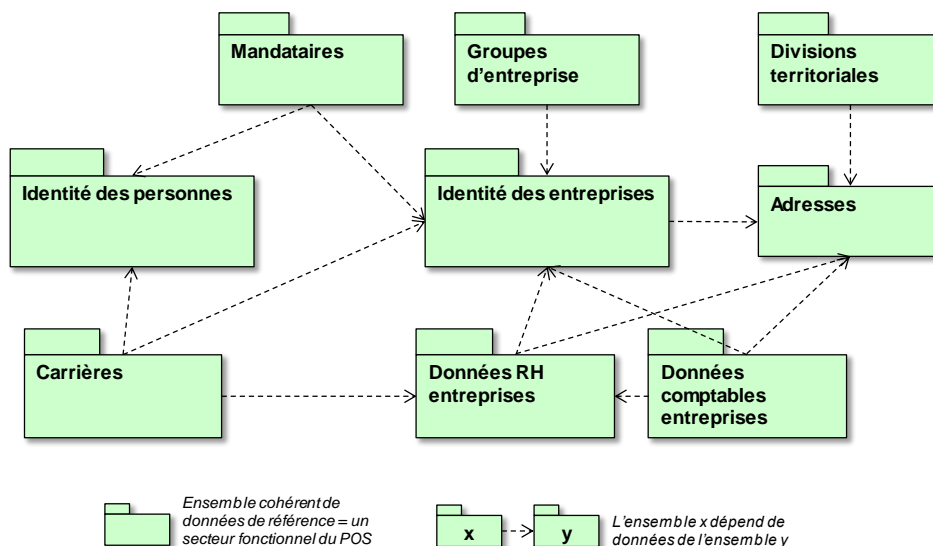 Mandataires
Groupes
d'entreprise
Divisions
territoriales
Identité des personnes
Identité des entreprises
Adresses
Carrières
Données RH
entreprises
Données
comptables
entreprises
Ensemble cohérent de
données de référence = un
secteur fonctionnel du POS
x
y
L'ensemble x dépend de
données de l'ensemble y